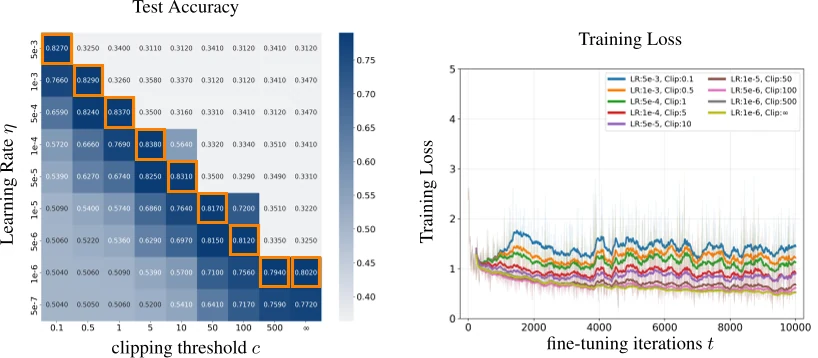 Test Accuracy
Learning Rate η
5e-3 0.8270 0.3250 0.3400 0.3110 0.3120 0.3410 0.3120 0.3410 0.3120
1e-3 0.7660 0.8290 0.3260 0.3580 0.3370 0.3120 0.3120 0.3410 0.3470
5e-4 0.6590 0.8240 0.8370 0.3500 0.3160 0.3310 0.3410 0.3120 0.3470
1e-4 0.5720 0.6660 0.7690 0.8380 0.5640 0.3320 0.3340 0.3510 0.3410
5e-5 0.5390 0.6270 0.6740 0.8250 0.8310 0.3500 0.3290 0.3490 0.3330
1e-5 0.5090 0.5400 0.5740 0.6860 0.7640 0.8170 0.7200 0.3510 0.3220
5e-6 0.5060 0.5220 0.5360 0.6290 0.6970 0.8150 0.8120 0.3350 0.3250
1e-6 0.5040 0.5060 0.5090 0.5390 0.5700 0.7100 0.7560 0.7940 0.8020
5e-7 0.5040 0.5050 0.5060 0.5200 0.5410 0.6410 0.7170 0.7590 0.7720
0.1 0.5 1 5 10 50 100 500 ∞
clipping threshold c
0.75
0.70
0.65
0.60
0.55
0.50
0.45
0.40
Training Loss
Training Loss
5
4
3
2
1
0
LR:5e-3, Clip:0.1
LR:1e-3, Clip:0.5
LR:5e-4, Clip:1
LR:1e-4, Clip:5
LR:5e-5, Clip:10
LR:1e-5, Clip:50
LR:5e-6, Clip:100
LR:1e-6, Clip:500
LR:1e-6, Clip:∞
0 2000 4000 6000 8000 10000
fine-tuning iterations t